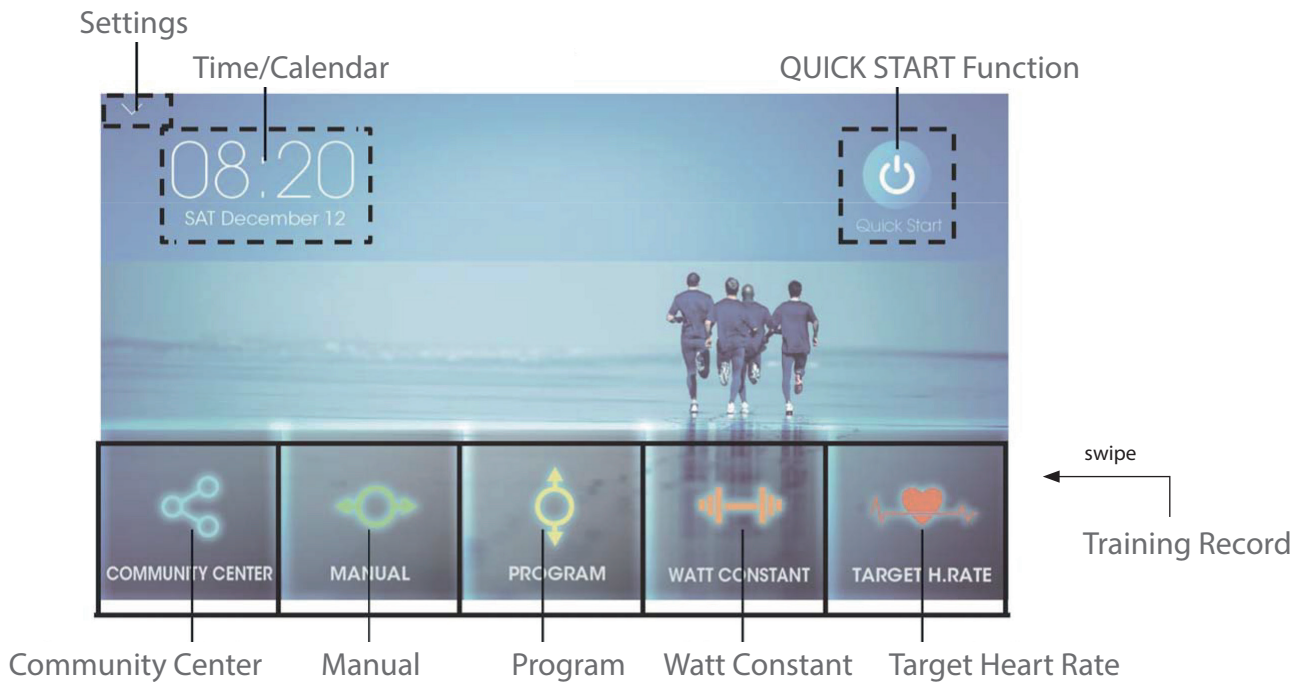 Settings
Time/Calendar
QUICK START Function
08:20
SAT December 12
Quick Start
swipe
Training Record
COMMUNITY CENTER
MANUAL
PROGRAM
WATT CONSTANT
TARGET H.RATE
Community Center
Manual
Program
Watt Constant
Target Heart Rate